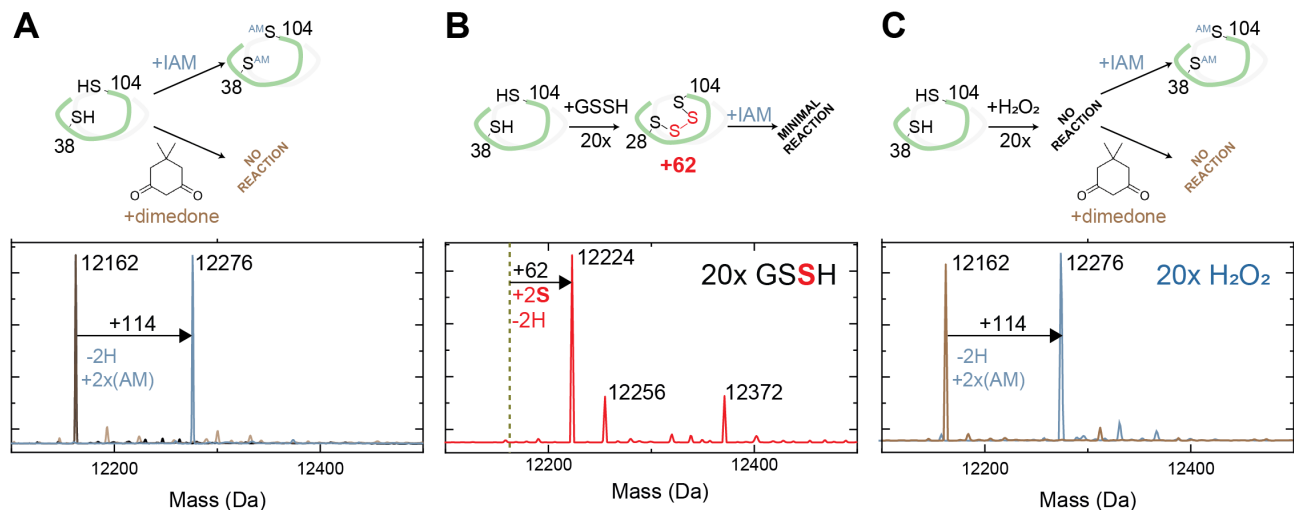 A
AMS 104
+IAM
SAM
38
HS 104
SH
38
NO
REACTION
O O
+dimedone
12162
12276
+114
-2H
+2x(AM)
12200
12400
Mass (Da)
B
HS 104
SH
38
+GSSH
20x
104
S
S S
S
28
+62
+IAM
MINIMAL
REACTION
+62
+2S
-2H
12224
20x GSSH
12256
12372
12200
12400
Mass (Da)
C
AMS 104
+IAM
SAM
38
HS 104
SH
38
+H₂O₂
20x
NO
REACTION
O O
+dimedone
NO
REACTION
12162
12276
20x H₂O₂
+114
-2H
+2x(AM)
12200
12400
Mass (Da)